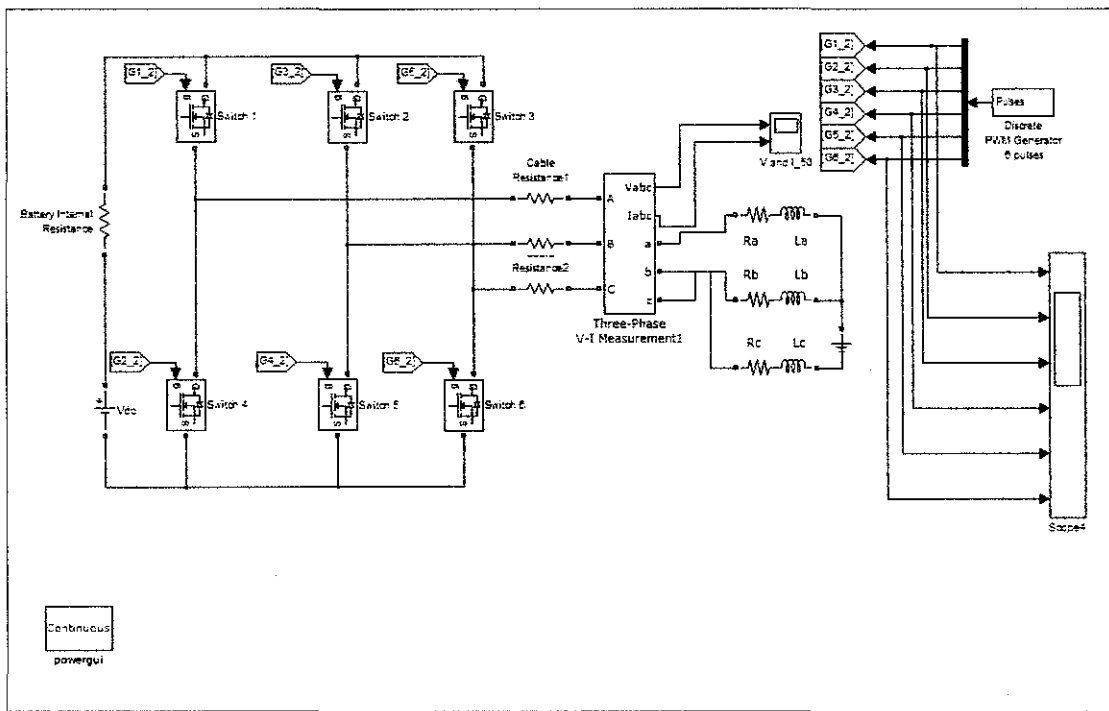 [G1_2]
[G3_2]
[G5_2]
Switch 1
Switch 2
Switch 3
Battery Internal
Resistance
Cable
Resistance1
Resistance2
A
B
C
Vabc
Iabc
a
b
c
Three-Phase
V-I Measurement1
Ra
La
Rb
Lb
Rc
Lc
[G2_2]
[G4_2]
[G6_2]
Switch 4
Switch 5
Switch 6
Vdc
[G1_2]
[G2_2]
[G3_2]
[G4_2]
[G5_2]
[G6_2]
Pulses
Discrete
PWM Generator
6 pulses
Scope4
Continuous
powergui